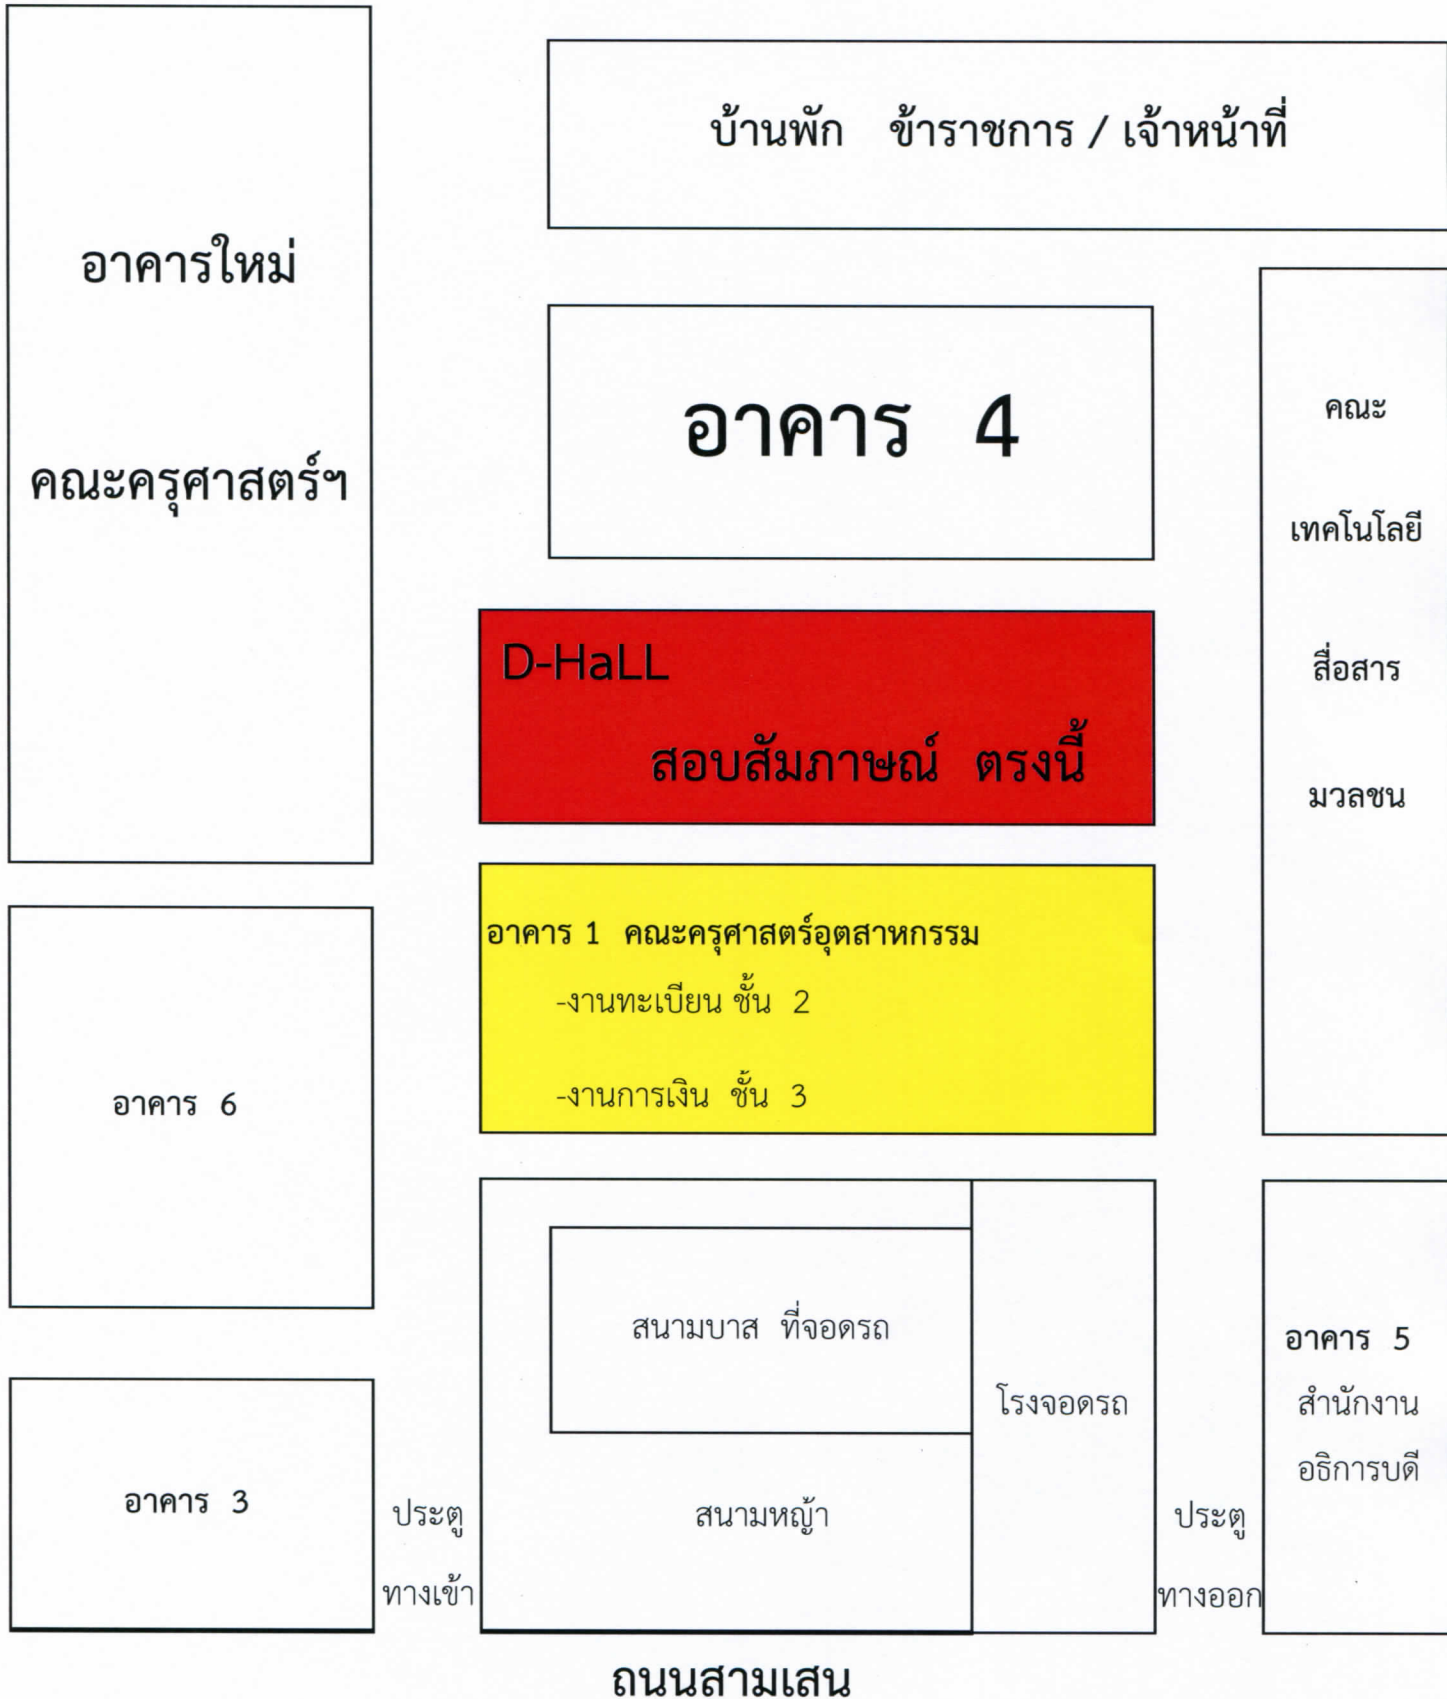 บ้านพัก ข้าราชการ / เจ้าหน้าที่
อาคารใหม่
คณะครุศาสตร์ฯ
อาคาร 4
คณะ
เทคโนโลยี
สื่อสาร
มวลชน
D-HaLL
สอบสัมภาษณ์ ตรงนี้
อาคาร 1 คณะครุศาสตร์อุตสาหกรรม
-งานทะเบียน ชั้น 2
-งานการเงิน ชั้น 3
อาคาร 6
สนามบาส ที่จอดรถ
โรงจอดรถ
อาคาร 5
สำนักงาน
อธิการบดี
อาคาร 3
ประตู
ทางเข้า
สนามหญ้า
ประตู
ทางออก
ถนนสามเสน